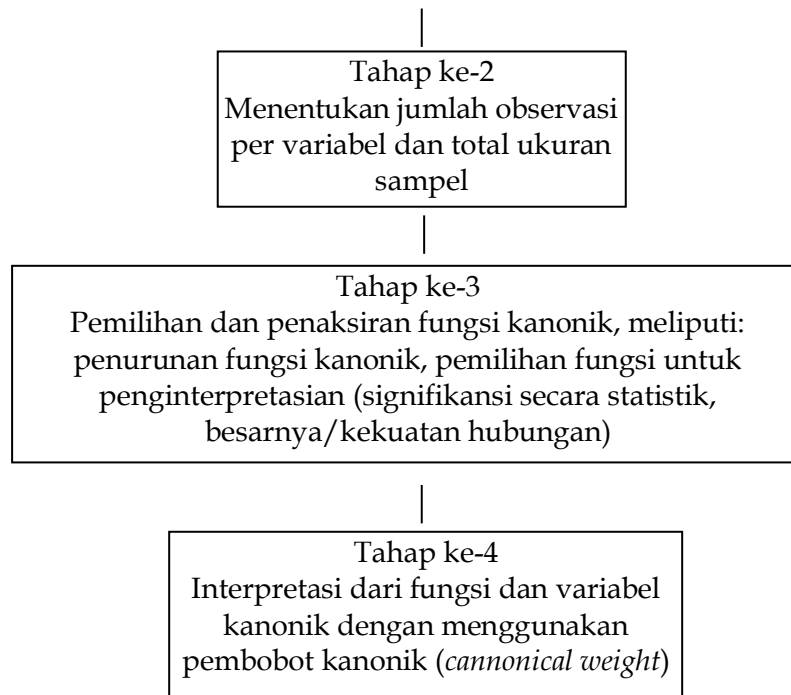 Tahap ke-2
Menentukan jumlah observasi
per variabel dan total ukuran
sampel
Tahap ke-3
Pemilihan dan penaksiran fungsi kanonik, meliputi:
penurunan fungsi kanonik, pemilihan fungsi untuk
penginterpretasian (signifikansi secara statistik,
besarnya/kekuatan hubungan)
Tahap ke-4
Interpretasi dari fungsi dan variabel
kanonik dengan menggunakan
pembobot kanonik (cannonical weight)